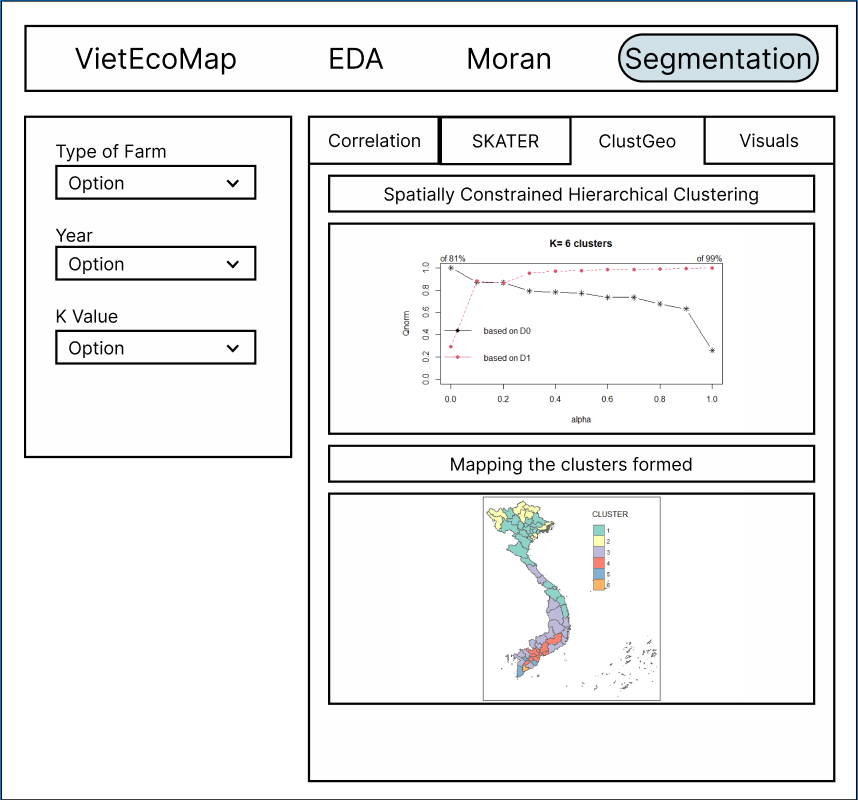 VietEcoMap EDA Moran Segmentation
Type of Farm
Option
Year
Option
K Value
Option
Correlation SKATER ClustGeo Visuals
Spatially Constrained Hierarchical Clustering
K= 6 clusters
of 81% of 99%
Qnorm
1.0
0.8
0.6
0.4
0.2
0.0
based on D0
based on D1
0.0 0.2 0.4 0.6 0.8 1.0
alpha
Mapping the clusters formed
CLUSTER
1
2
3
4
5
6